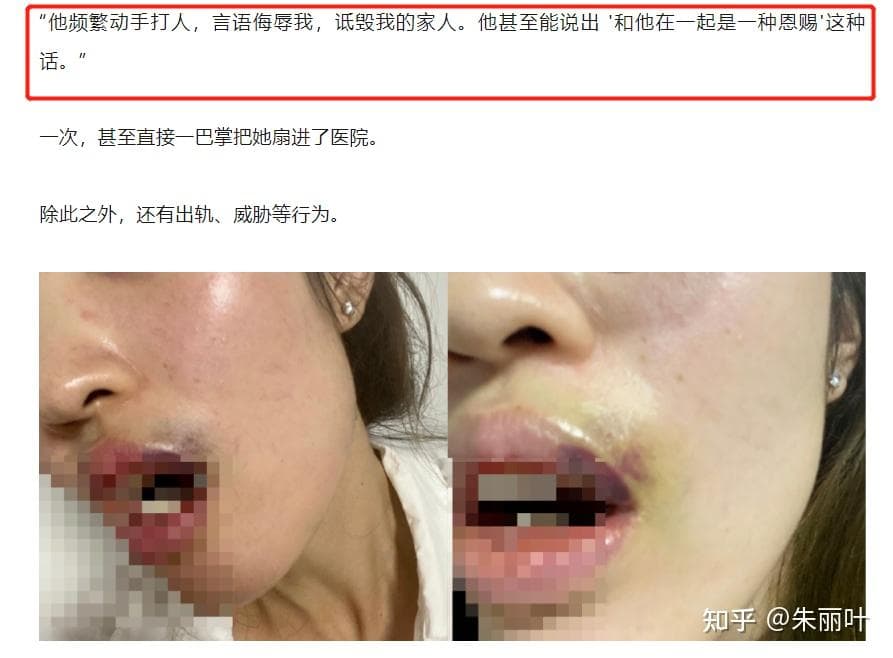 “他频繁动手打人，言语侮辱我，诋毁我的家人。他甚至能说出 '和他在一起是一种恩赐'这种
话。”
一次，甚至直接一巴掌把她扇进了医院。
除此之外，还有出轨、威胁等行为。
知乎 @朱丽叶